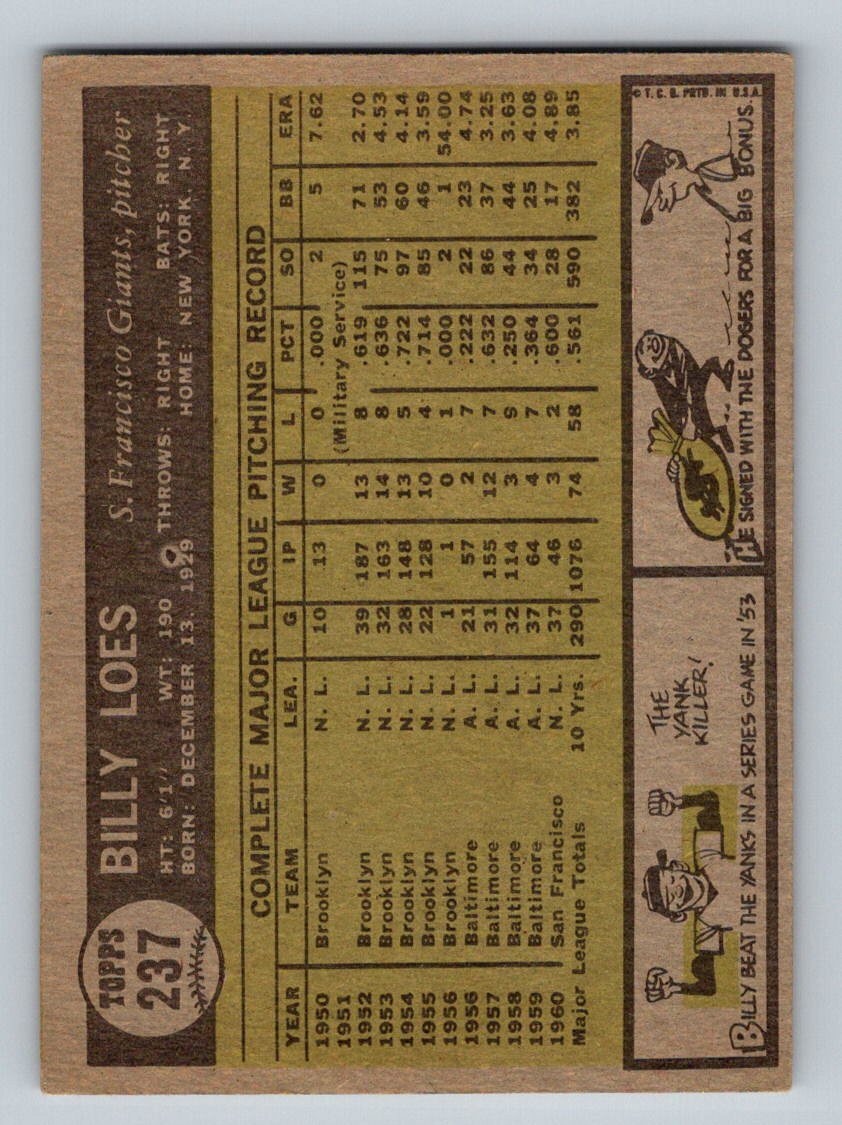 TOPPS
237
BILLY LOES S. Francisco Giants, pitcher
HT: 6'1" WT: 190 THROWS: RIGHT BATS: RIGHT
BORN: DECEMBER 13, 1929 HOME: NEW YORK, N. Y.
COMPLETE MAJOR LEAGUE PITCHING RECORD
YEAR TEAM LEA. G IP W L PCT SO BB ERA
1950 Brooklyn N. L. 10 13 0 0 .000 2 5 7.62
1951 (Military Service)
1952 Brooklyn N. L. 39 187 13 8 .619 115 71 2.70
1953 Brooklyn N. L. 32 163 14 8 .636 75 53 4.53
1954 Brooklyn N. L. 28 148 13 5 .722 97 60 4.14
1955 Brooklyn N. L. 22 128 10 4 .714 85 46 3.59
1956 Brooklyn N. L. 1 1 0 1 .000 2 1 54.00
1956 Baltimore A. L. 21 57 2 7 .222 22 23 4.74
1957 Baltimore A. L. 31 155 12 7 .632 86 37 3.25
1958 Baltimore A. L. 32 114 3 9 .250 44 44 3.63
1959 Baltimore A. L. 37 64 4 7 .364 34 25 4.08
1960 San Francisco N. L. 37 46 3 2 .600 28 17 4.89
Major League Totals 10 Yrs. 290 1076 74 58 .561 590 382 3.85
THE
YANK
KILLER!
BILLY BEAT THE YANKS IN A SERIES GAME IN '53
HE SIGNED WITH THE DOGERS FOR A BIG BONUS.
© T. C. G. PRTD. IN U.S.A.